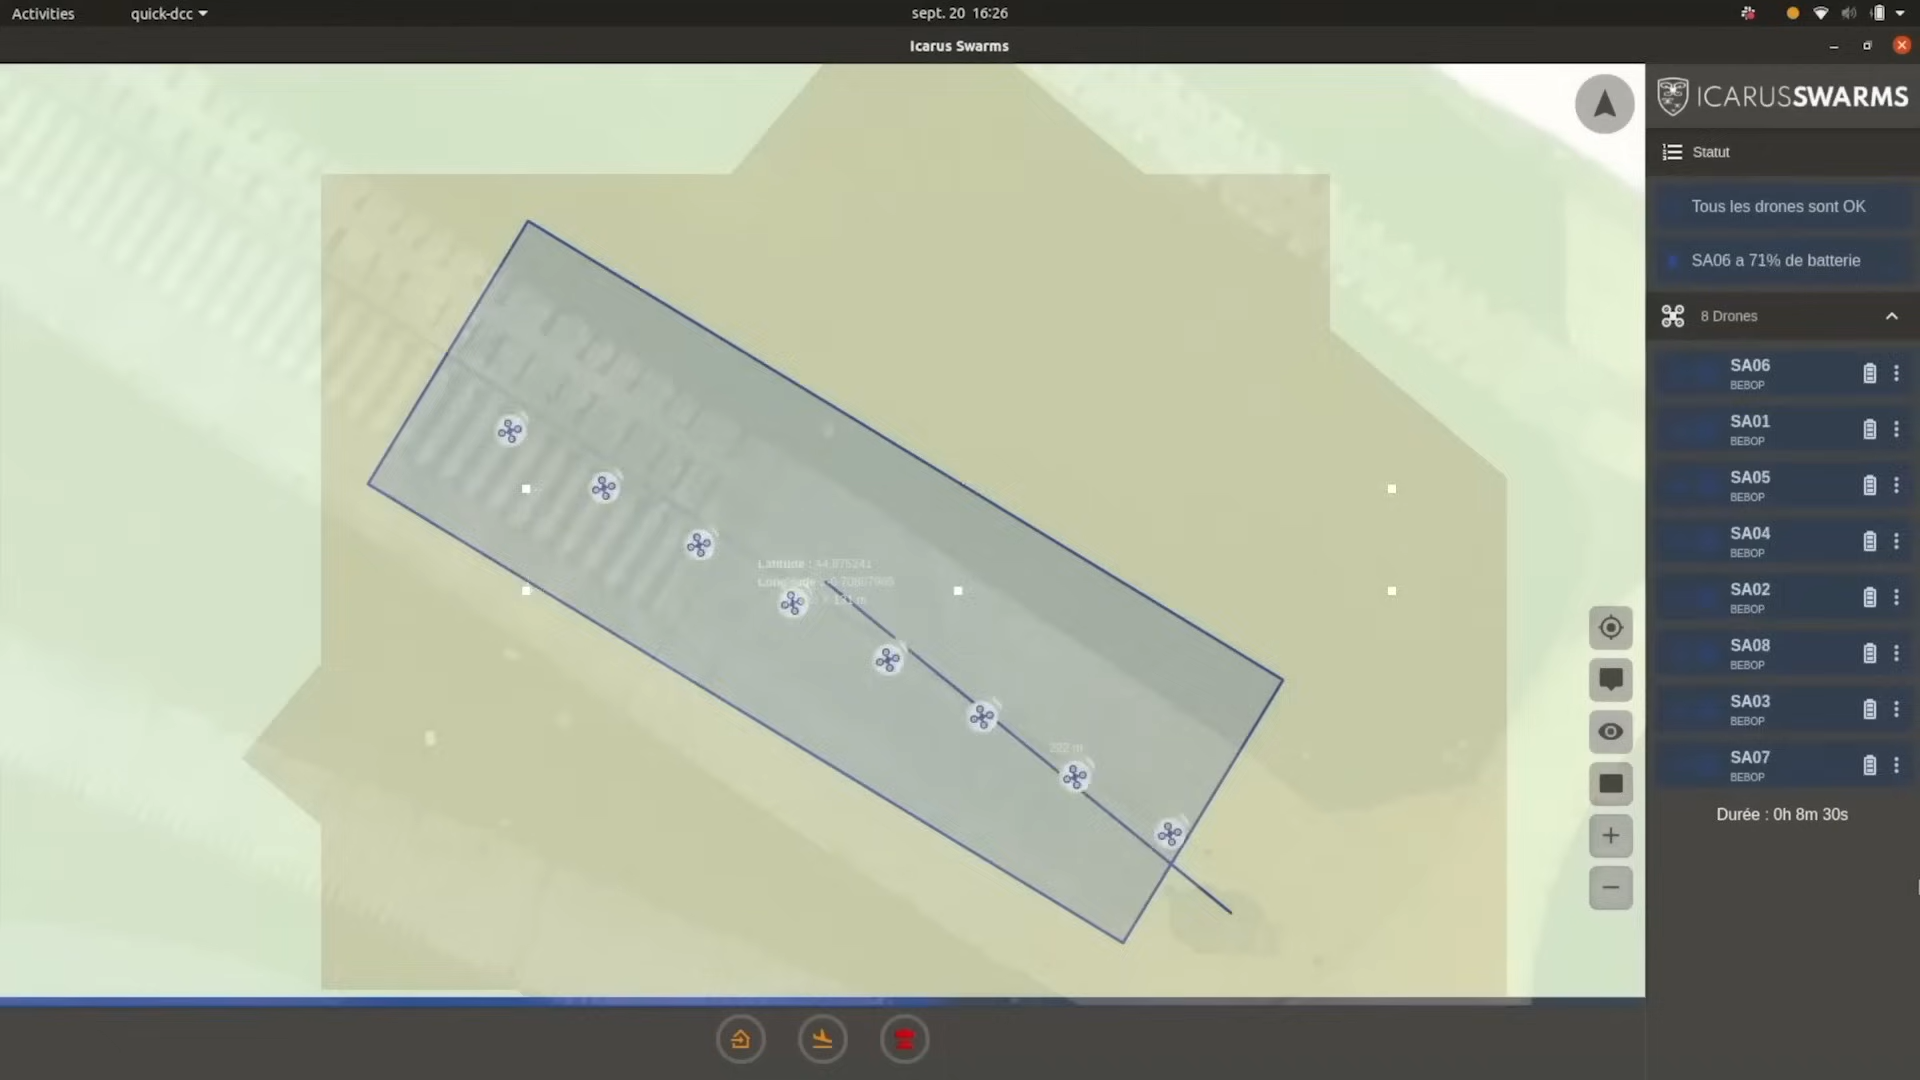 Activities
quick-dcc
sept. 20 16:26
Icarus Swarms
ICARUSSWARMS
Statut
Tous les drones sont OK
SA06 a 71% de batterie
8 Drones
SA06
BEBOP
SA01
BEBOP
SA05
BEBOP
SA04
BEBOP
SA02
BEBOP
SA08
BEBOP
SA03
BEBOP
SA07
BEBOP
Durée : 0h 8m 30s
Latitude :
222 m